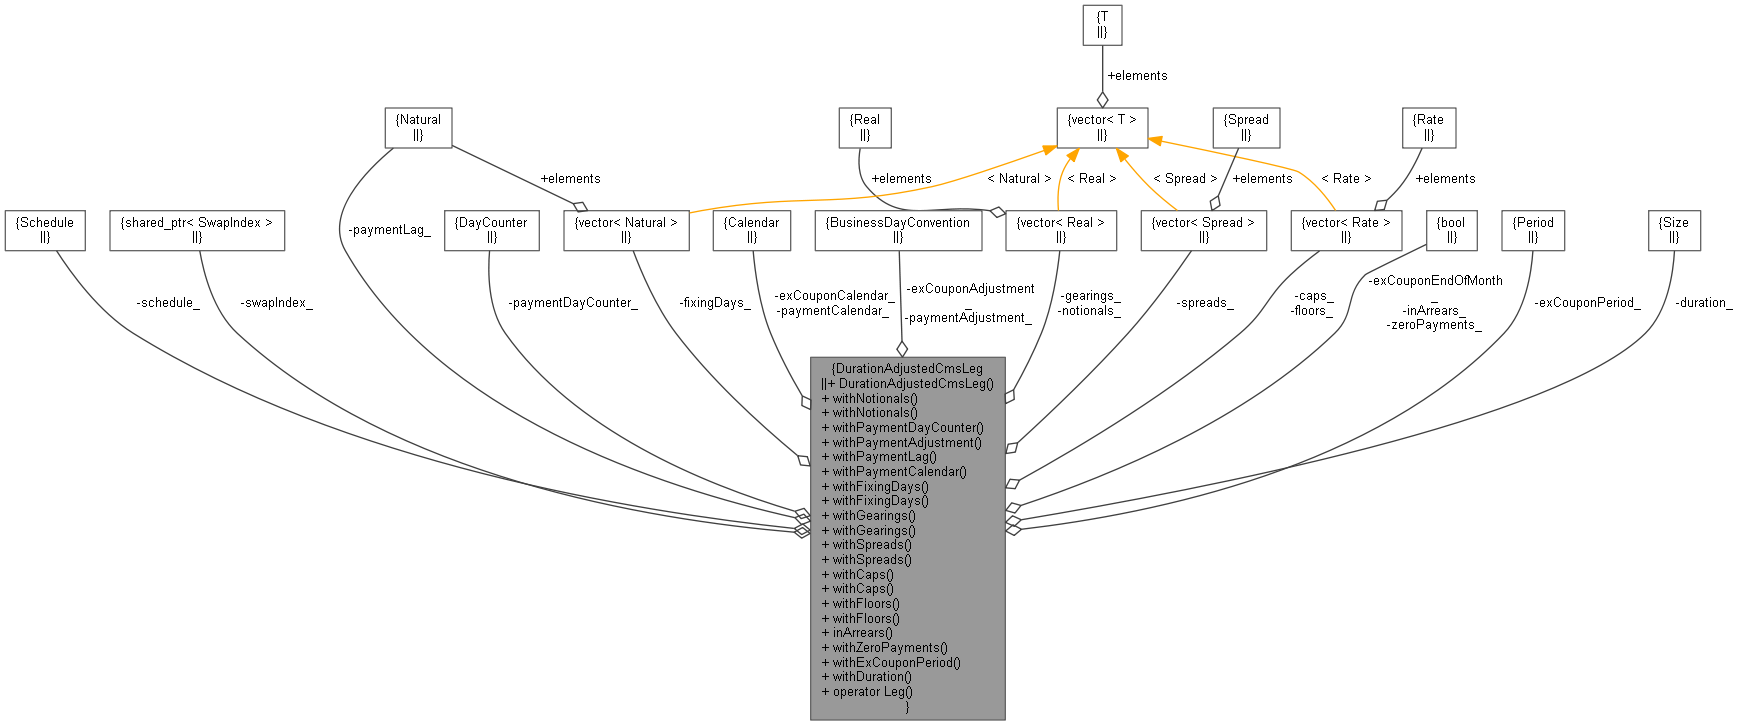 {T
||}
+elements
{Natural
||}
{Real
||}
{vector< T >
||}
{Spread
||}
{Rate
||}
+elements
+elements
< Natural >
< Real >
< Spread >
+elements
< Rate >
+elements
{Schedule
||}
{shared_ptr< SwapIndex >
||}
-paymentLag_
{DayCounter
||}
{vector< Natural >
||}
{Calendar
||}
{BusinessDayConvention
||}
{vector< Real >
||}
{vector< Spread >
||}
{vector< Rate >
||}
{bool
||}
{Period
||}
{Size
||}
-schedule_
-swapIndex_
-paymentDayCounter_
-fixingDays_
-exCouponCalendar_
-paymentCalendar_
-exCouponAdjustment
_
-paymentAdjustment_
-gearings_
-notionals_
-spreads_
-caps_
-floors_
-exCouponEndOfMonth
_
-inArrears_
-zeroPayments_
-exCouponPeriod_
-duration_
{DurationAdjustedCmsLeg
||+ DurationAdjustedCmsLeg()
+ withNotionals()
+ withNotionals()
+ withPaymentDayCounter()
+ withPaymentAdjustment()
+ withPaymentLag()
+ withPaymentCalendar()
+ withFixingDays()
+ withFixingDays()
+ withGearings()
+ withGearings()
+ withSpreads()
+ withSpreads()
+ withCaps()
+ withCaps()
+ withFloors()
+ withFloors()
+ inArrears()
+ withZeroPayments()
+ withExCouponPeriod()
+ withDuration()
+ operator Leg()
}